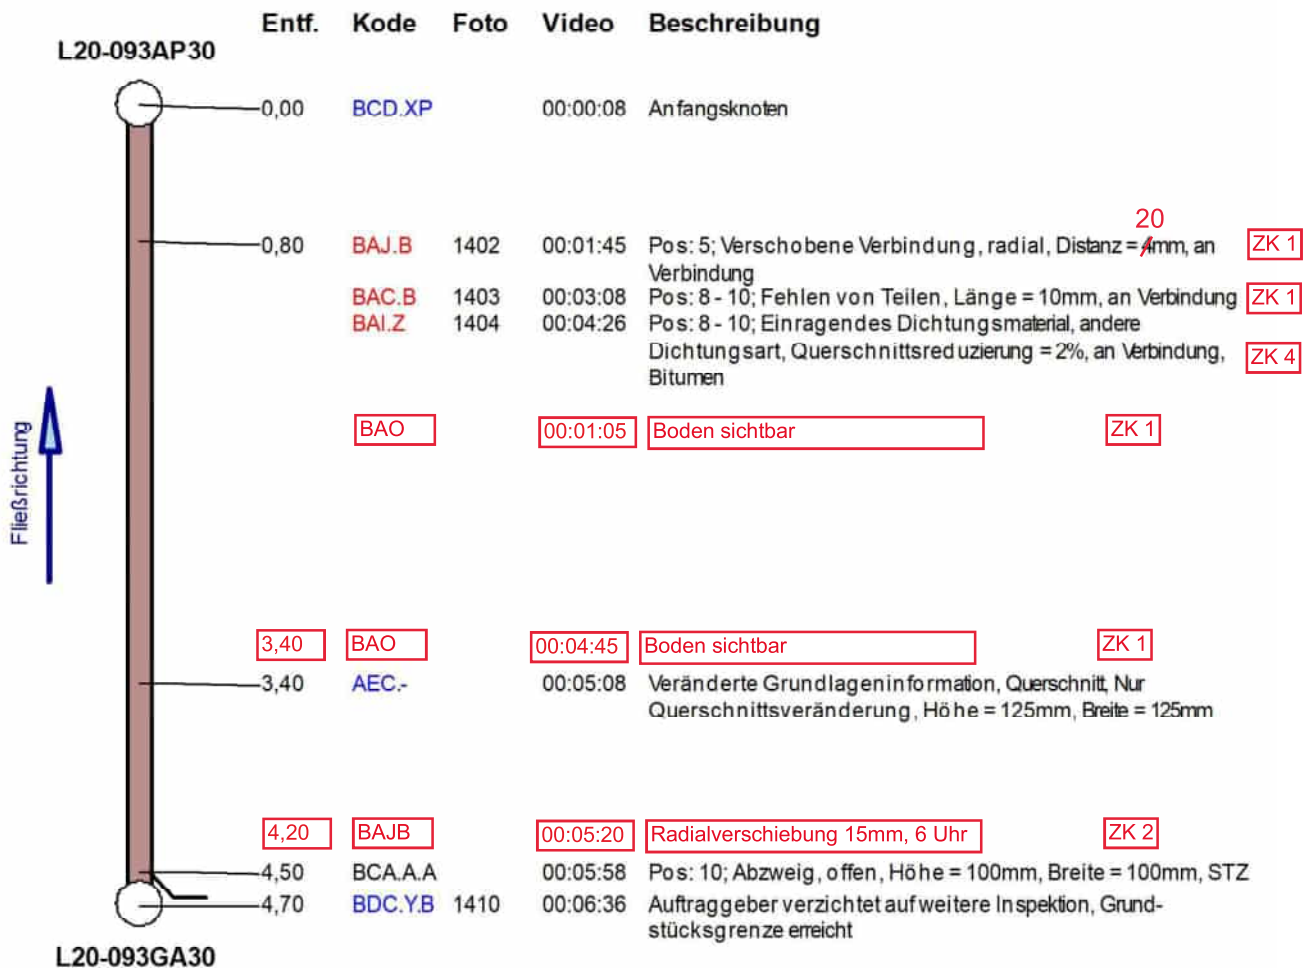 Entf. Kode Foto Video Beschreibung
L20-093AP30
0,00 BCD.XP 00:00:08 Anfangsknoten
20
0,80 BAJ.B 1402 00:01:45 Pos: 5; Verschobene Verbindung, radial, Distanz = 4mm, an ZK 1
Verbindung
BAC.B 1403 00:03:08 Pos: 8 - 10; Fehlen von Teilen, Länge = 10mm, an Verbindung ZK 1
BAI.Z 1404 00:04:26 Pos: 8 - 10; Einragendes Dichtungsmaterial, andere
Dichtungsart, Querschnittsreduzierung = 2%, an Verbindung, ZK 4
Bitumen
BAO 00:01:05 Boden sichtbar ZK 1
Fließrichtung
3,40 BAO 00:04:45 Boden sichtbar ZK 1
3,40 AEC.- 00:05:08 Veränderte Grundlageninformation, Querschnitt, Nur
Querschnittsveränderung, Höhe = 125mm, Breite = 125mm
4,20 BAJB 00:05:20 Radialverschiebung 15mm, 6 Uhr ZK 2
4,50 BCA.A.A 00:05:58 Pos: 10; Abzweig, offen, Höhe = 100mm, Breite = 100mm, STZ
4,70 BDC.Y.B 1410 00:06:36 Auftraggeber verzichtet auf weitere Inspektion, Grund-
stücksgrenze erreicht
L20-093GA30